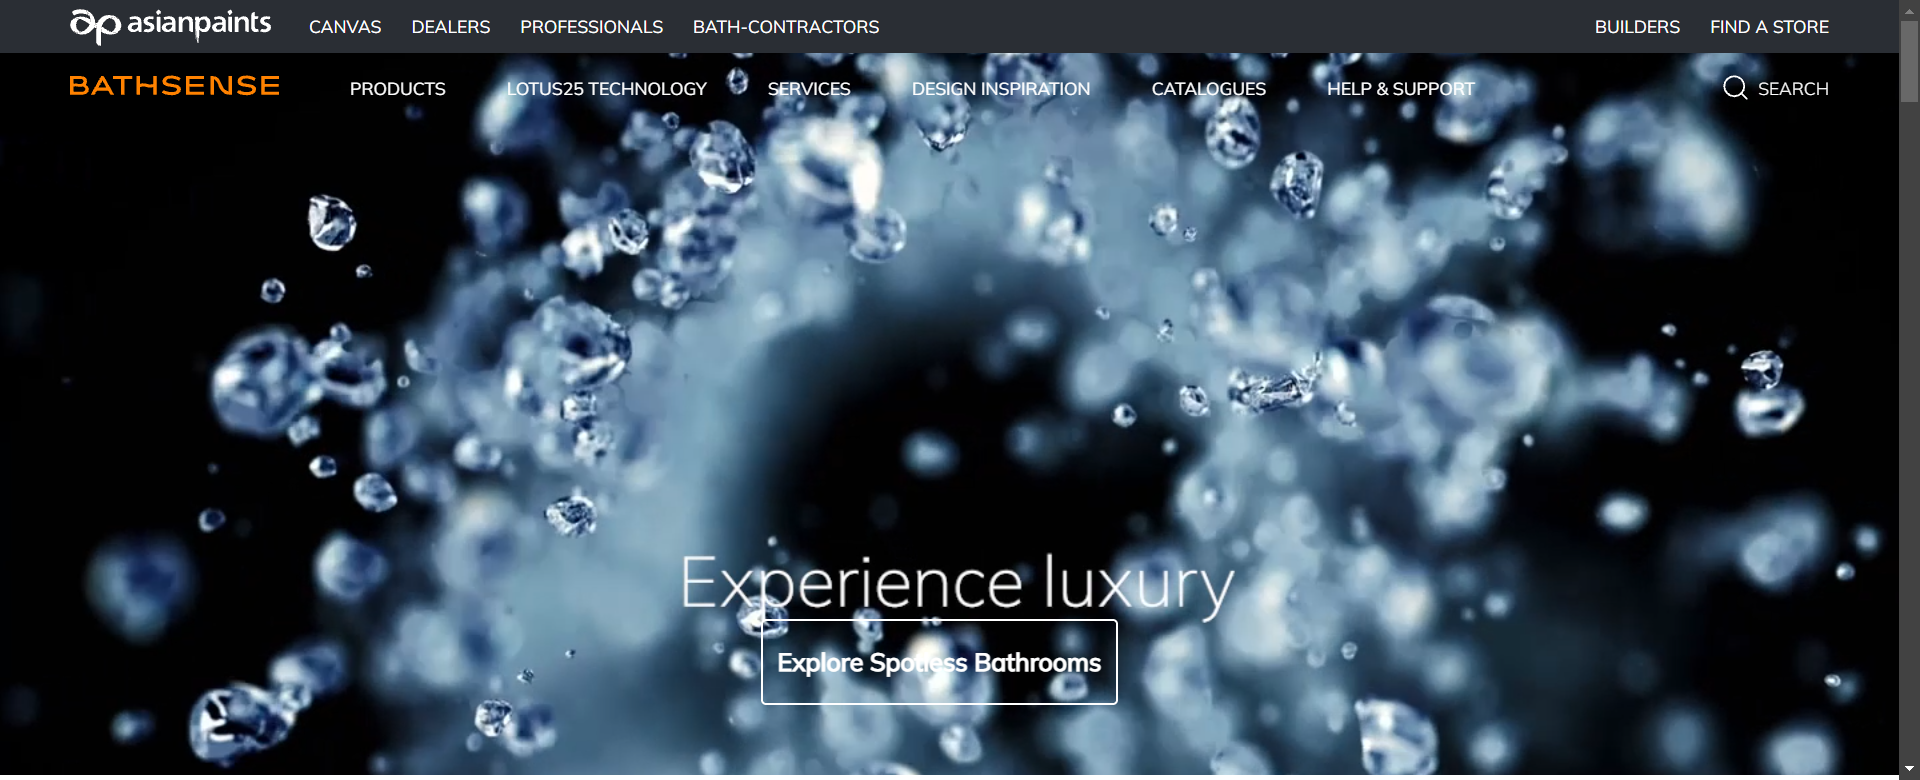 ap asianpaints CANVAS DEALERS PROFESSIONALS BATH-CONTRACTORS BUILDERS FIND A STORE
BATHSENSE PRODUCTS LOTUS25 TECHNOLOGY SERVICES DESIGN INSPIRATION CATALOGUES HELP & SUPPORT SEARCH
Experience luxury
Explore Spotless Bathrooms